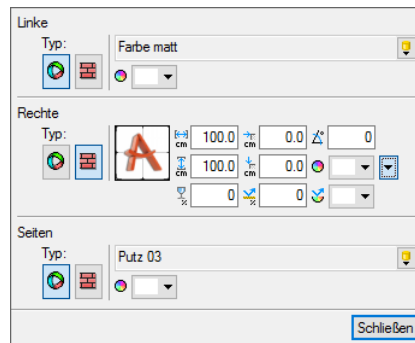 Linke
Typ:
Farbe matt
Rechte
Typ:
A
cm 100.0 cm 0.0 0
cm 100.0 cm 0.0
% 0 % 0
Seiten
Typ:
Putz 03
Schließen